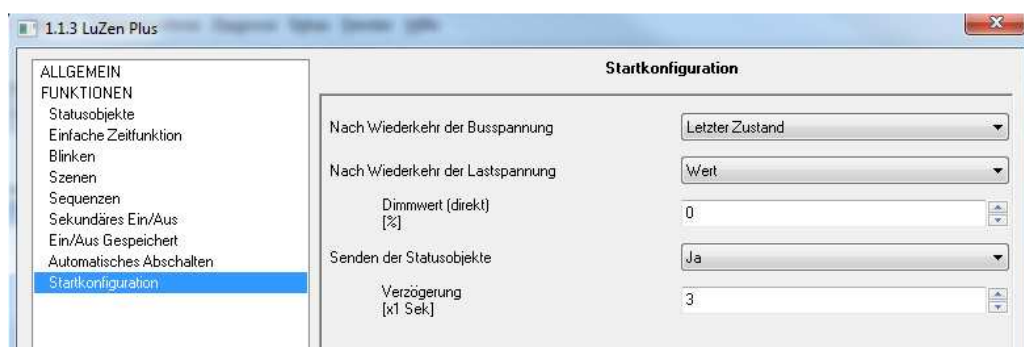 1.1.3 LuZen Plus
ALLGEMEIN
FUNKTIONEN
Statusobjekte
Einfache Zeitfunktion
Blinken
Szenen
Sequenzen
Sekundäres Ein/Aus
Ein/Aus Gespeichert
Automatisches Abschalten
Startkonfiguration
Startkonfiguration
Nach Wiederkehr der Busspannung
Letzter Zustand
Nach Wiederkehr der Lastspannung
Wert
Dimmwert (direkt)
[%]
0
Senden der Statusobjekte
Ja
Verzögerung
[x1 Sek]
3